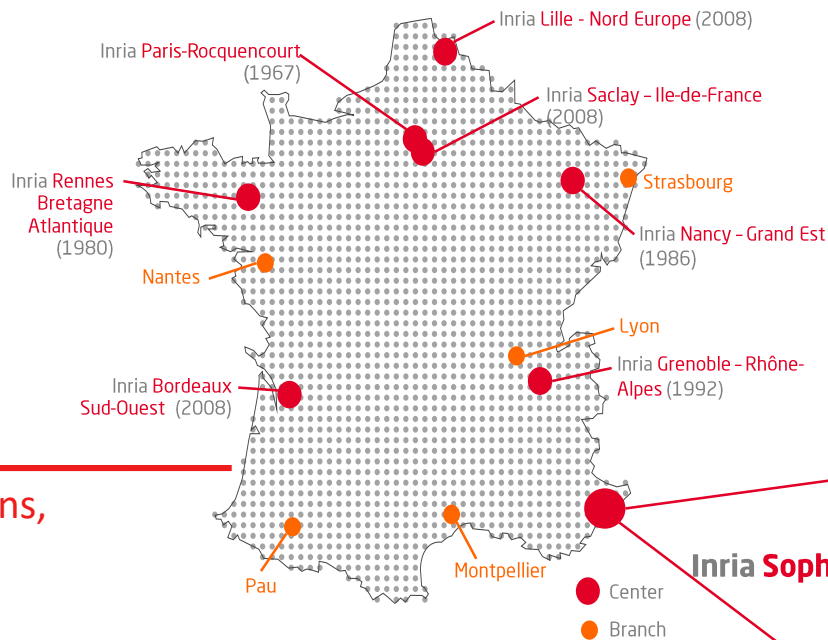 Inria Lille - Nord Europe (2008)
Inria Paris-Rocquencourt
(1967)
Inria Saclay – Ile-de-France
(2008)
Inria Rennes
Bretagne
Atlantique
(1980)
Strasbourg
Inria Nancy – Grand Est
(1986)
Nantes
Lyon
Inria Grenoble – Rhône-
Alpes (1992)
Inria Bordeaux
Sud-Ouest (2008)
ns,
Pau
Montpellier
Inria Soph
Center
Branch